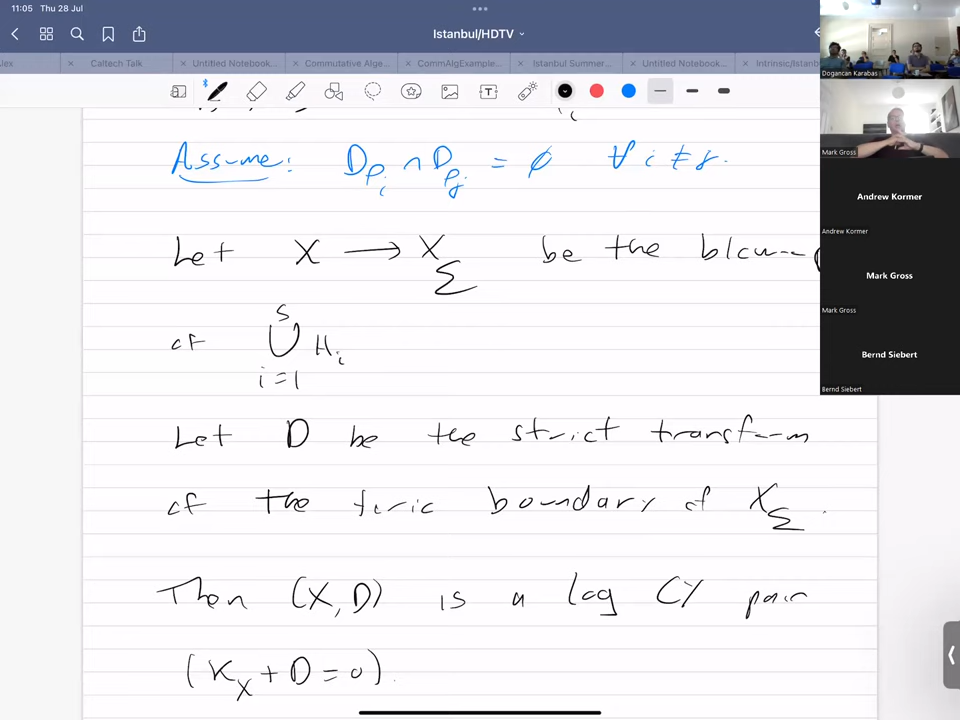 11:05 Thu 28 Jul
Istanbul/HDTV
lex
Caltech Talk
Untitled Notebook...
Commutative Alge...
CommAlgExample...
Istanbul Summer...
Untitled Notebook...
Intrinsic/Istanb
Assume: D_{ρ_i} ∩ D_{ρ_j} = ∅ ∀ i ≠ j.
Let X → X_Σ be the blow-up
of ⋃_{i=1}^{s} H_i
Let D be the strict transform
of the toric boundary of X_Σ.
Then (X, D) is a log CY pair
(K_X + D = 0).
Dogancan Karabas
Mark Gross
Andrew Kormer
Andrew Kormer
Mark Gross
Mark Gross
Bernd Siebert
Bernd Siebert